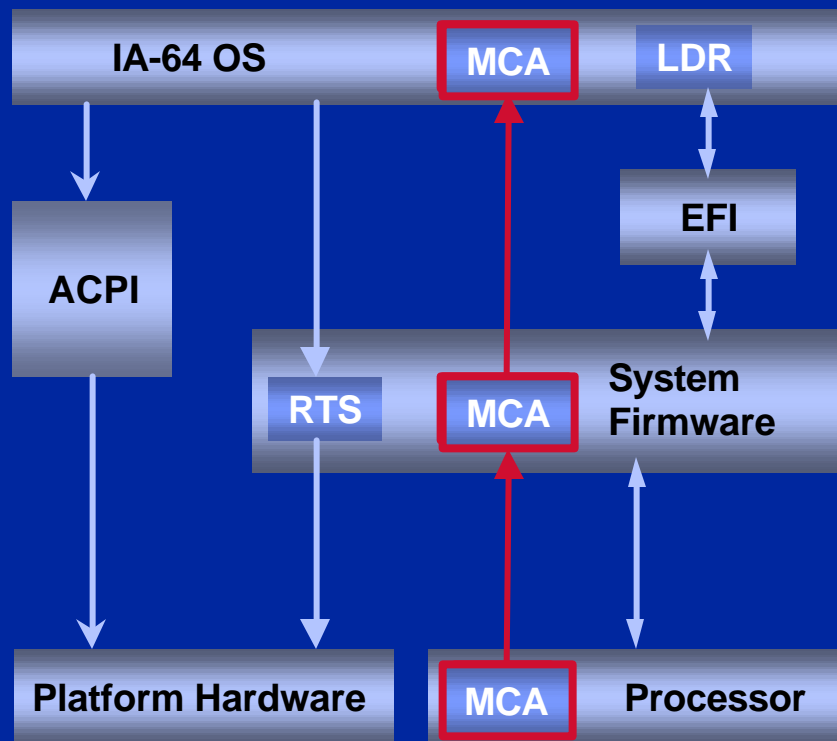 IA-64 OS
MCA
LDR
EFI
ACPI
RTS
MCA
System
Firmware
Platform Hardware
MCA
Processor